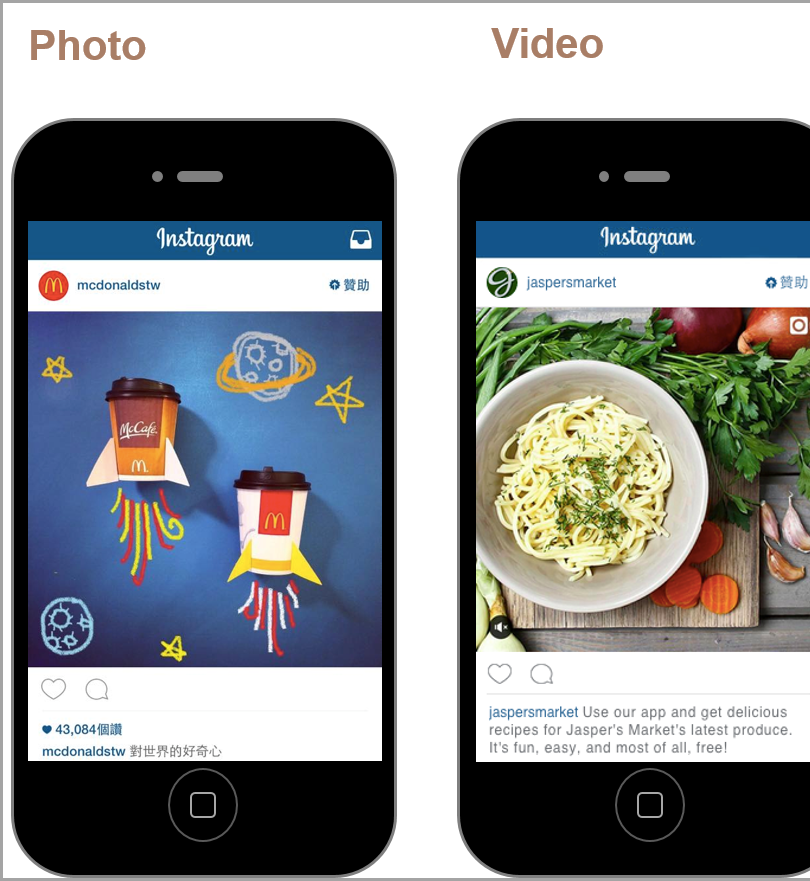 Photo
Video
Instagram
mcdonaldstw
贊助
McCafé
43,084個讚
mcdonaldstw 對世界的好奇心
Instagram
jaspersmarket
贊助
jaspersmarket Use our app and get delicious
recipes for Jasper's Market's latest produce.
It's fun, easy, and most of all, free!